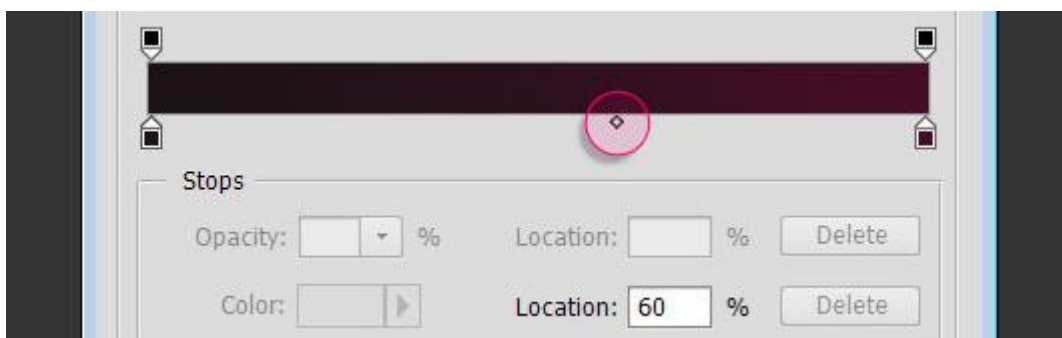 Stops
Opacity: % Location: % Delete
Color: Location: 60 % Delete